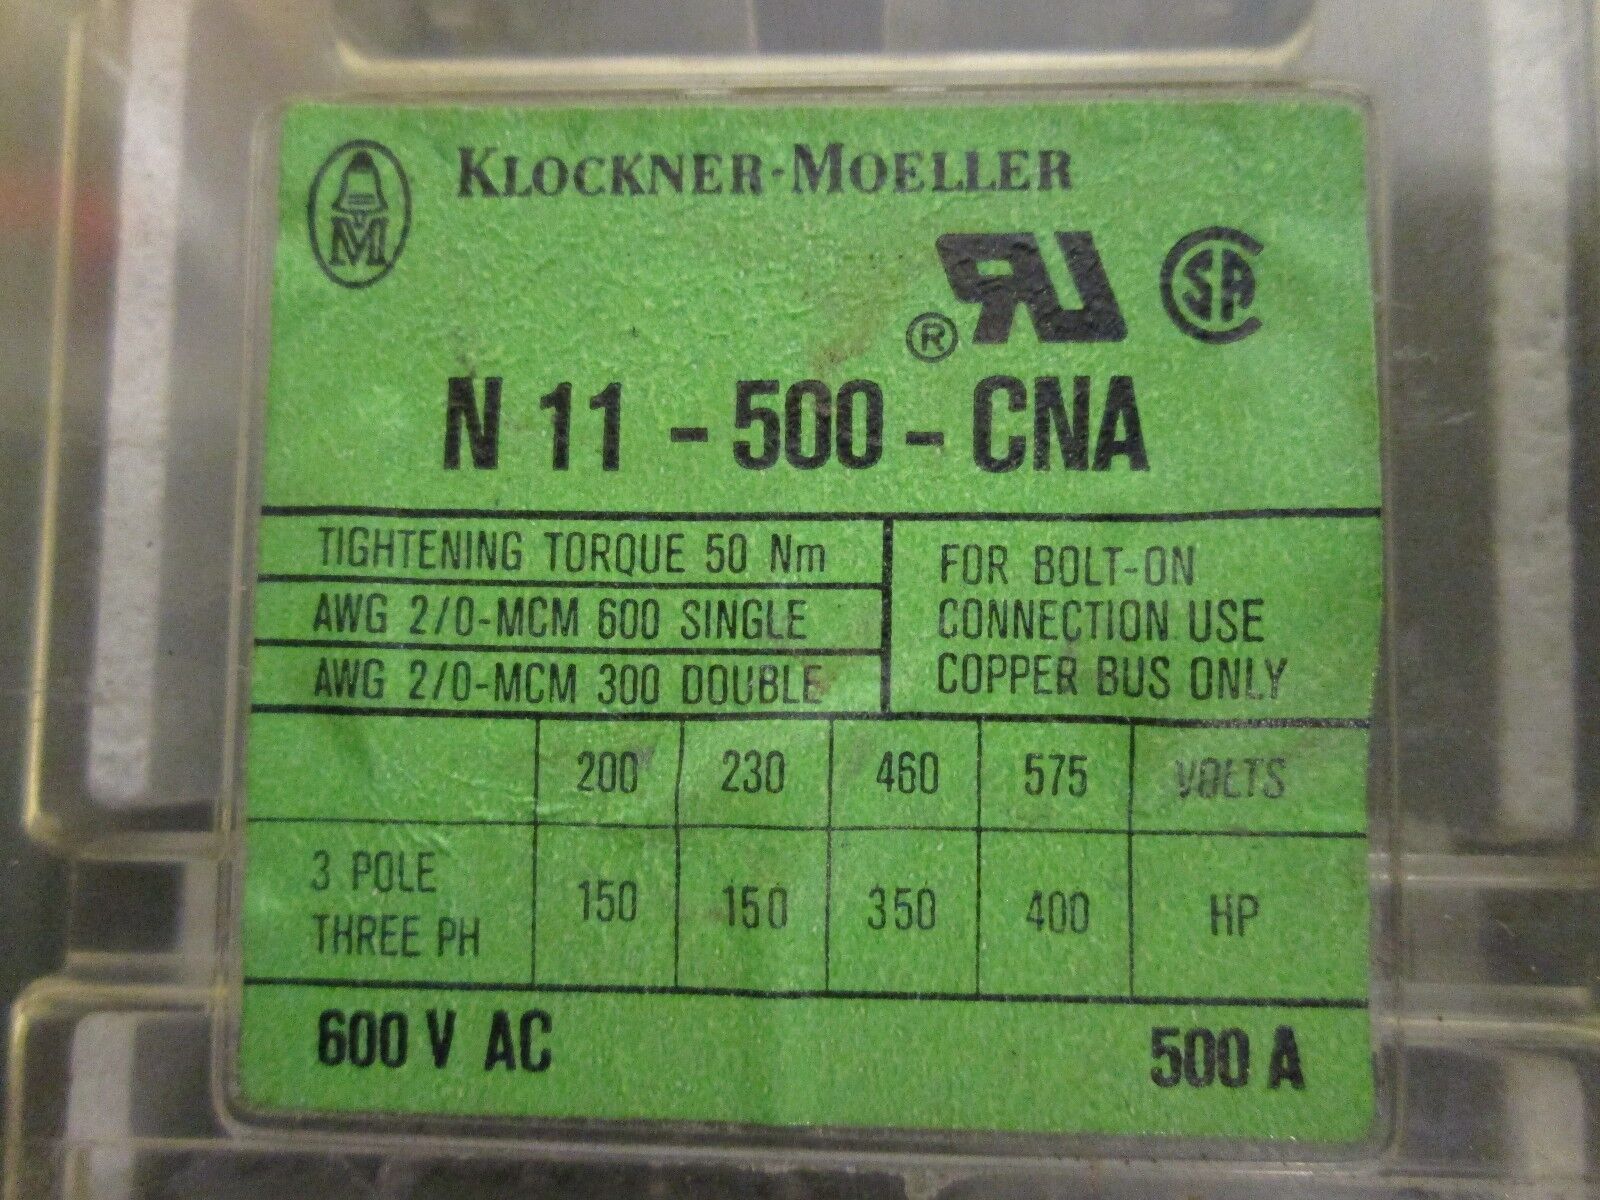 KLOCKNER-MOELLER
M
RU
®
CSA
N 11 - 500 - CNA
TIGHTENING TORQUE 50 Nm
AWG 2/0-MCM 600 SINGLE
AWG 2/0-MCM 300 DOUBLE
FOR BOLT-ON
CONNECTION USE
COPPER BUS ONLY
200 230 460 575 VOLTS
3 POLE
THREE PH
150 150 350 400 HP
600 V AC 500 A